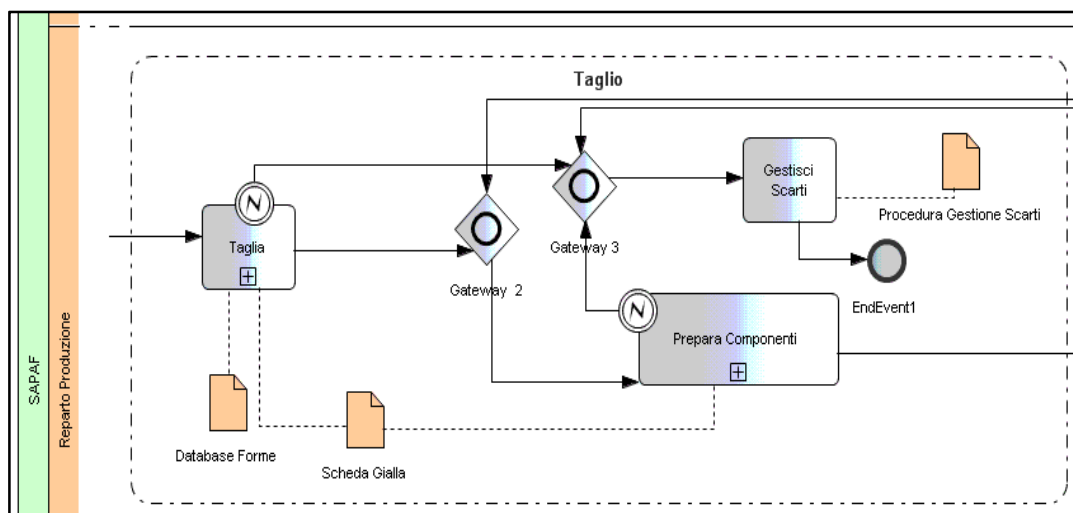 SAPAF
Reparto Produzione
Taglio
Taglia
Gateway 2
Gateway 3
Gestisci
Scarti
Procedura Gestione Scarti
EndEvent1
Prepara Componenti
Database Forme
Scheda Gialla